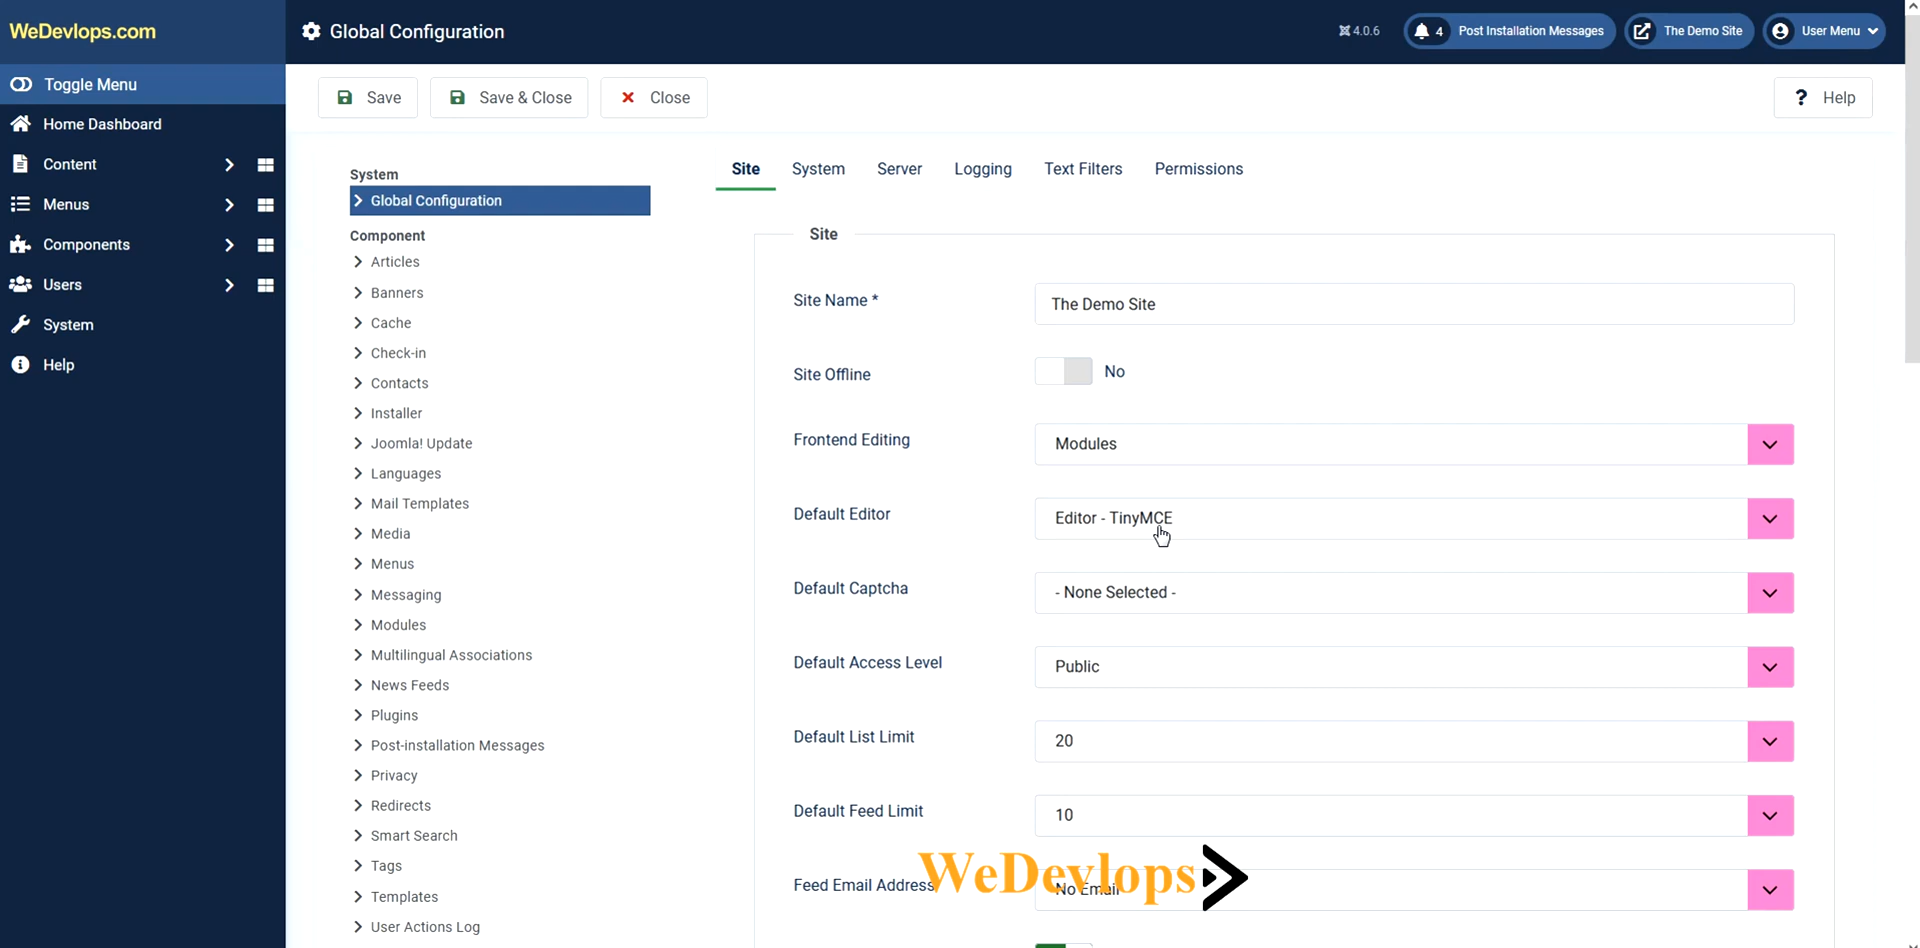 WeDevlops.com
Global Configuration
4.0.6
4 Post Installation Messages
The Demo Site
User Menu
Toggle Menu
Home Dashboard
Content
Menus
Components
Users
System
Help
Save
Save & Close
Close
? Help
System
Global Configuration
Component
Articles
Banners
Cache
Check-in
Contacts
Installer
Joomla! Update
Languages
Mail Templates
Media
Menus
Messaging
Modules
Multilingual Associations
News Feeds
Plugins
Post-installation Messages
Privacy
Redirects
Smart Search
Tags
Templates
User Actions Log
Site System Server Logging Text Filters Permissions
Site
Site Name * The Demo Site
Site Offline No
Frontend Editing Modules
Default Editor Editor - TinyMCE
Default Captcha - None Selected -
Default Access Level Public
Default List Limit 20
Default Feed Limit 10
Feed Email Address No Email
WeDevlops